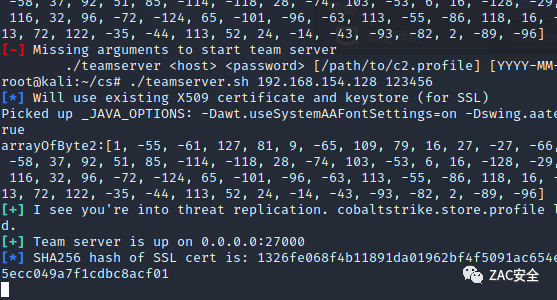 -58, 37, 92, 51, 85, -114, -118, 28, -74, 103, -53, 6, 16, -128, -29,
116, 32, 96, -72, -124, 65, -101, -96, -63, 113, -55, -86, 118, 16, -
13, 72, 122, -35, -44, 113, 52, 24, -14, -43, -93, -82, 2, -89, -96]
[-] Missing arguments to start team server
./teamserver <host> <password> [/path/to/c2.profile] [YYYY-MM-
root@kali:~/cs# ./teamserver.sh 192.168.154.128 123456
[*] Will use existing X509 certificate and keystore (for SSL)
Picked up _JAVA_OPTIONS: -Dawt.useSystemAAFontSettings=on -Dswing.aate
rue
arrayOfByte2:[1, -55, -61, 127, 81, 9, -65, 109, 79, 16, 27, -27, -66,
-58, 37, 92, 51, 85, -114, -118, 28, -74, 103, -53, 6, 16, -128, -29,
116, 32, 96, -72, -124, 65, -101, -96, -63, 113, -55, -86, 118, 16, -
13, 72, 122, -35, -44, 113, 52, 24, -14, -43, -93, -82, 2, -89, -96]
[+] I see you're into threat replication. cobaltstrike.store.profile l
d.
[+] Team server is up on 0.0.0.0:27000
[*] SHA256 hash of SSL cert is: 1326fe068f4b11891da01962bf4f5091ac654e
5ecc049a7f1cdbc8acf01
ZAC安全